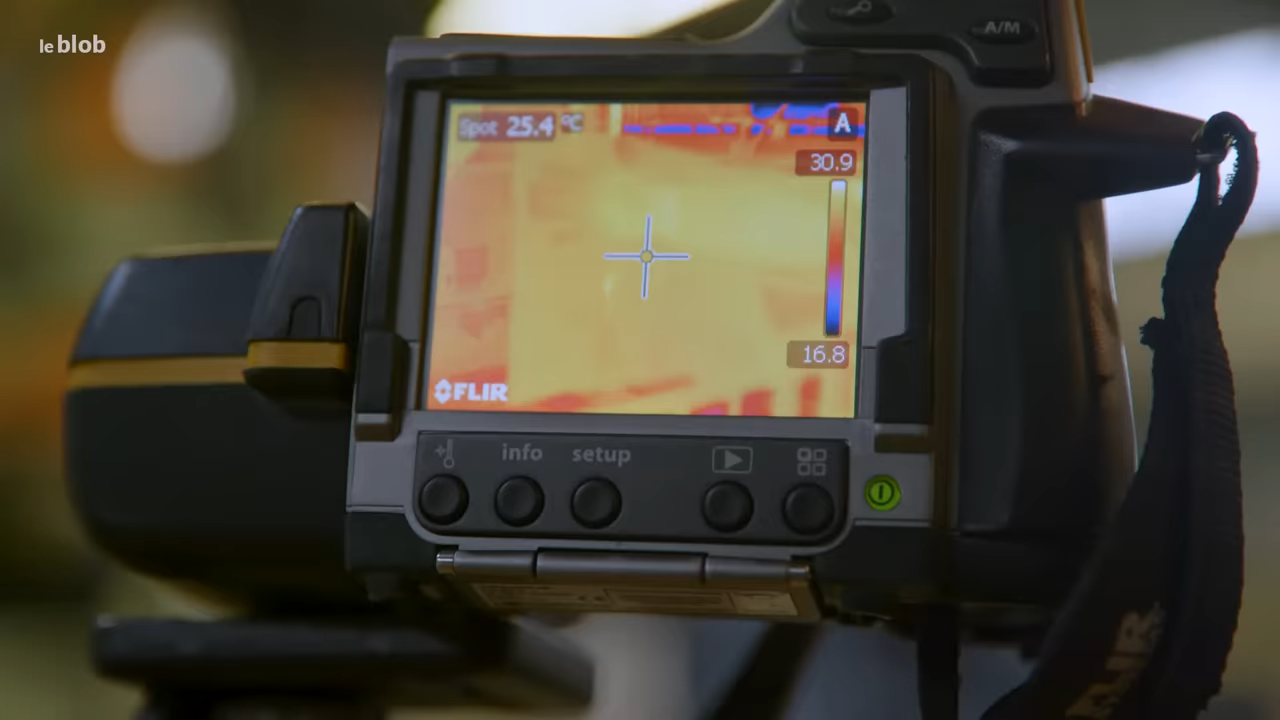 le blob
A/M
Spot 25.4 °C
A
30.9
16.8
FLIR
info setup
FLIR